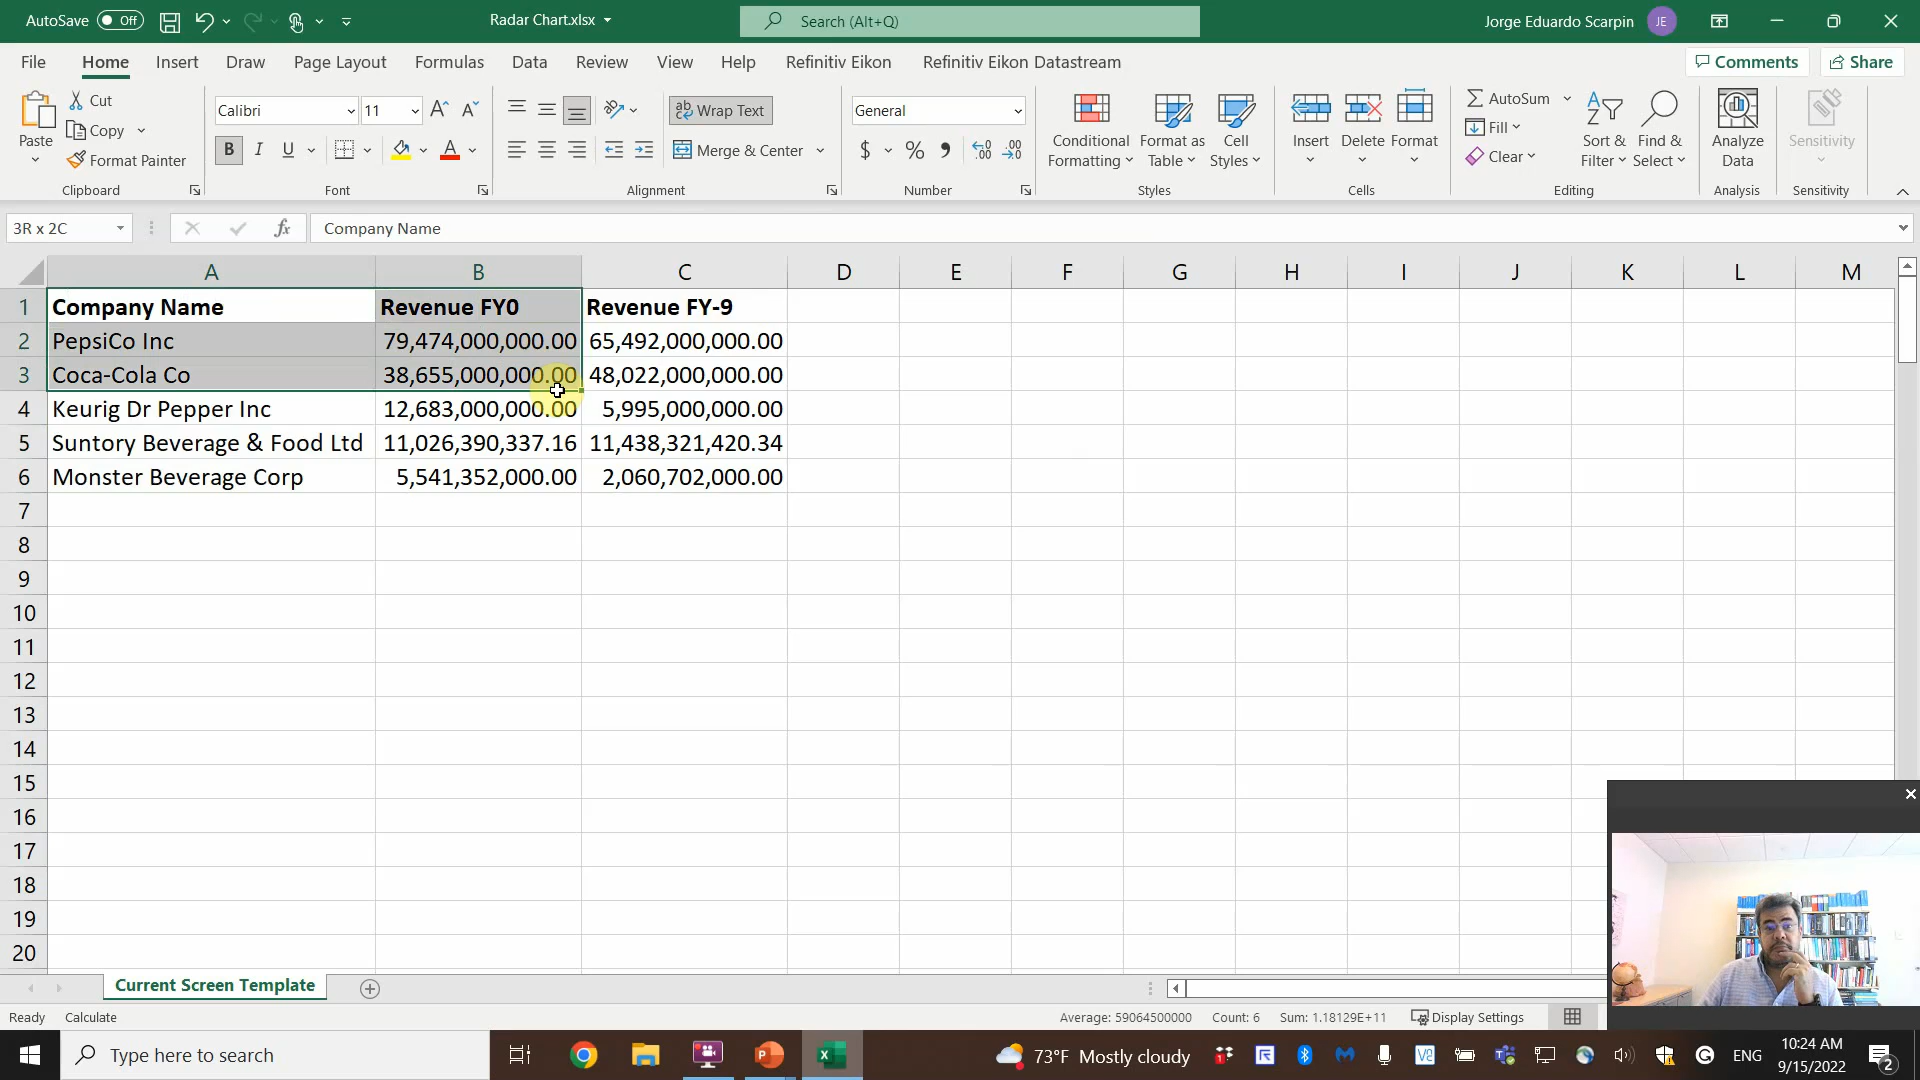 AutoSave Off
Radar Chart.xlsx
Search (Alt+Q)
Jorge Eduardo Scarpin JE
File Home Insert Draw Page Layout Formulas Data Review View Help Refinitiv Eikon Refinitiv Eikon Datastream Comments Share
Paste
Cut
Copy
Format Painter
Clipboard
Calibri 11
B I U
Font
Wrap Text
Merge & Center
Alignment
General
$ %
Number
Conditional Formatting
Format as Table
Cell Styles
Styles
Insert Delete Format
Cells
AutoSum
Fill
Clear
Sort & Filter
Find & Select
Editing
Analyze Data
Analysis
Sensitivity
Sensitivity
3R x 2C
fx
Company Name
A B C D E F G H I J K L M
1 Company Name Revenue FY0 Revenue FY-9
2 PepsiCo Inc 79,474,000,000.00 65,492,000,000.00
3 Coca-Cola Co 38,655,000,000.00 48,022,000,000.00
4 Keurig Dr Pepper Inc 12,683,000,000.00 5,995,000,000.00
5 Suntory Beverage & Food Ltd 11,026,390,337.16 11,438,321,420.34
6 Monster Beverage Corp 5,541,352,000.00 2,060,702,000.00
7
8
9
10
11
12
13
14
15
16
17
18
19
20
Current Screen Template
Ready Calculate
Average: 59064500000 Count: 6 Sum: 1.18129E+11 Display Settings
Type here to search
73°F Mostly cloudy
ENG
10:24 AM
9/15/2022
2